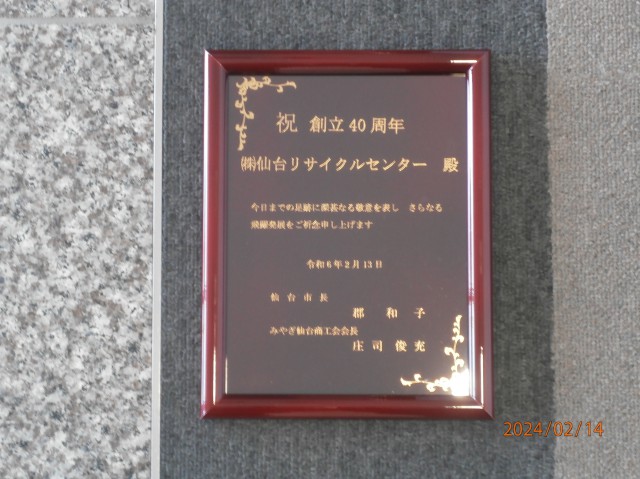 祝 創立40周年
㈱仙台リサイクルセンター 殿
今日までの足跡に深甚なる敬意を表し さらなる
飛躍発展をご祈念申し上げます
令和6年2月13日
仙台市長
郡 和子
みやぎ仙台商工会会長
庄司俊充
2024/02/14